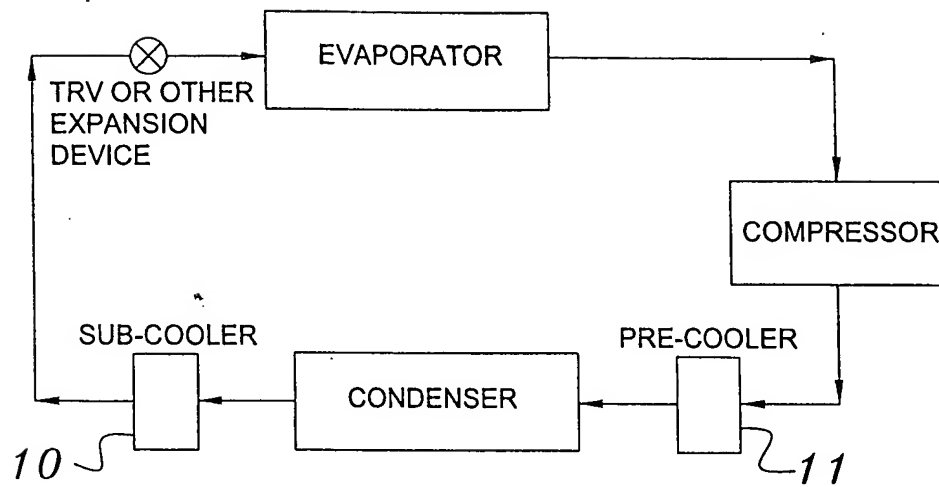 EVAPORATOR
TRV OR OTHER
EXPANSION
DEVICE
COMPRESSOR
SUB-COOLER
PRE-COOLER
CONDENSER
10
11